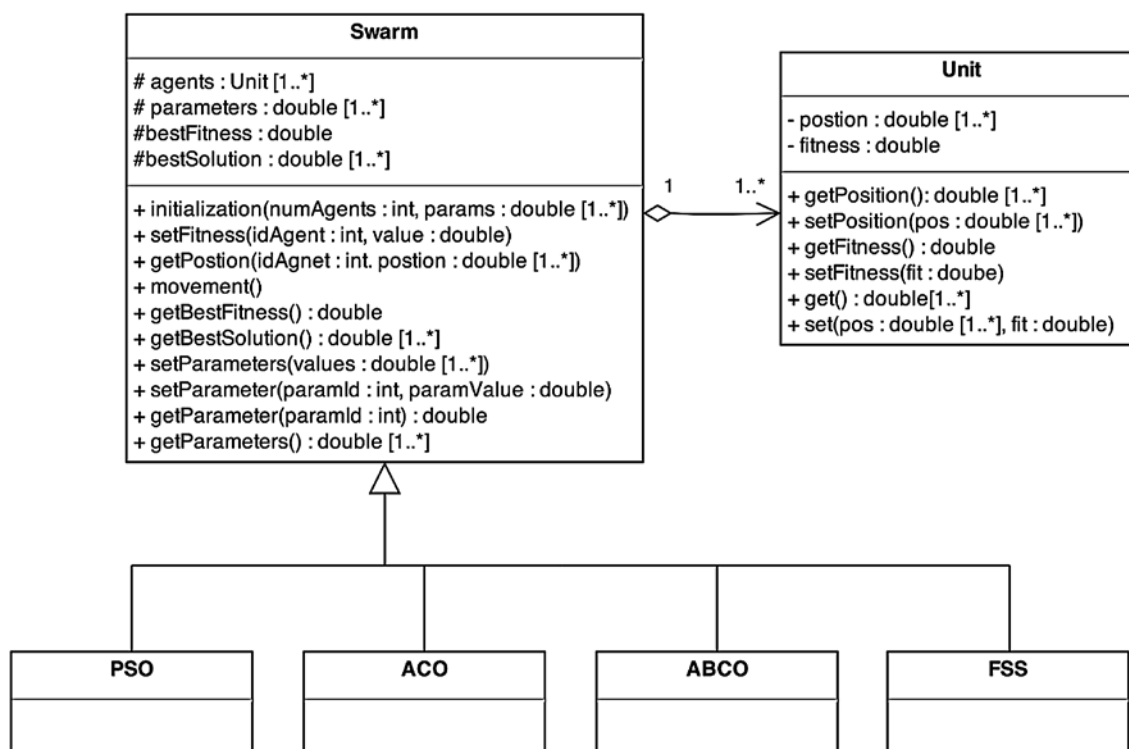 Swarm
# agents : Unit [1..*]
# parameters : double [1..*]
#bestFitness : double
#bestSolution : double [1..*]
+ initialization(numAgents : int, params : double [1..*])
+ setFitness(idAgent : int, value : double)
+ getPostion(idAgnet : int. postion : double [1..*])
+ movement()
+ getBestFitness() : double
+ getBestSolution() : double [1..*]
+ setParameters(values : double [1..*])
+ setParameter(paramId : int, paramValue : double)
+ getParameter(paramId : int) : double
+ getParameters() : double [1..*]
1 1..*
Unit
- postion : double [1..*]
- fitness : double
+ getPosition(): double [1..*]
+ setPosition(pos : double [1..*])
+ getFitness() : double
+ setFitness(fit : doube)
+ get() : double[1..*]
+ set(pos : double [1..*], fit : double)
PSO
ACO
ABCO
FSS